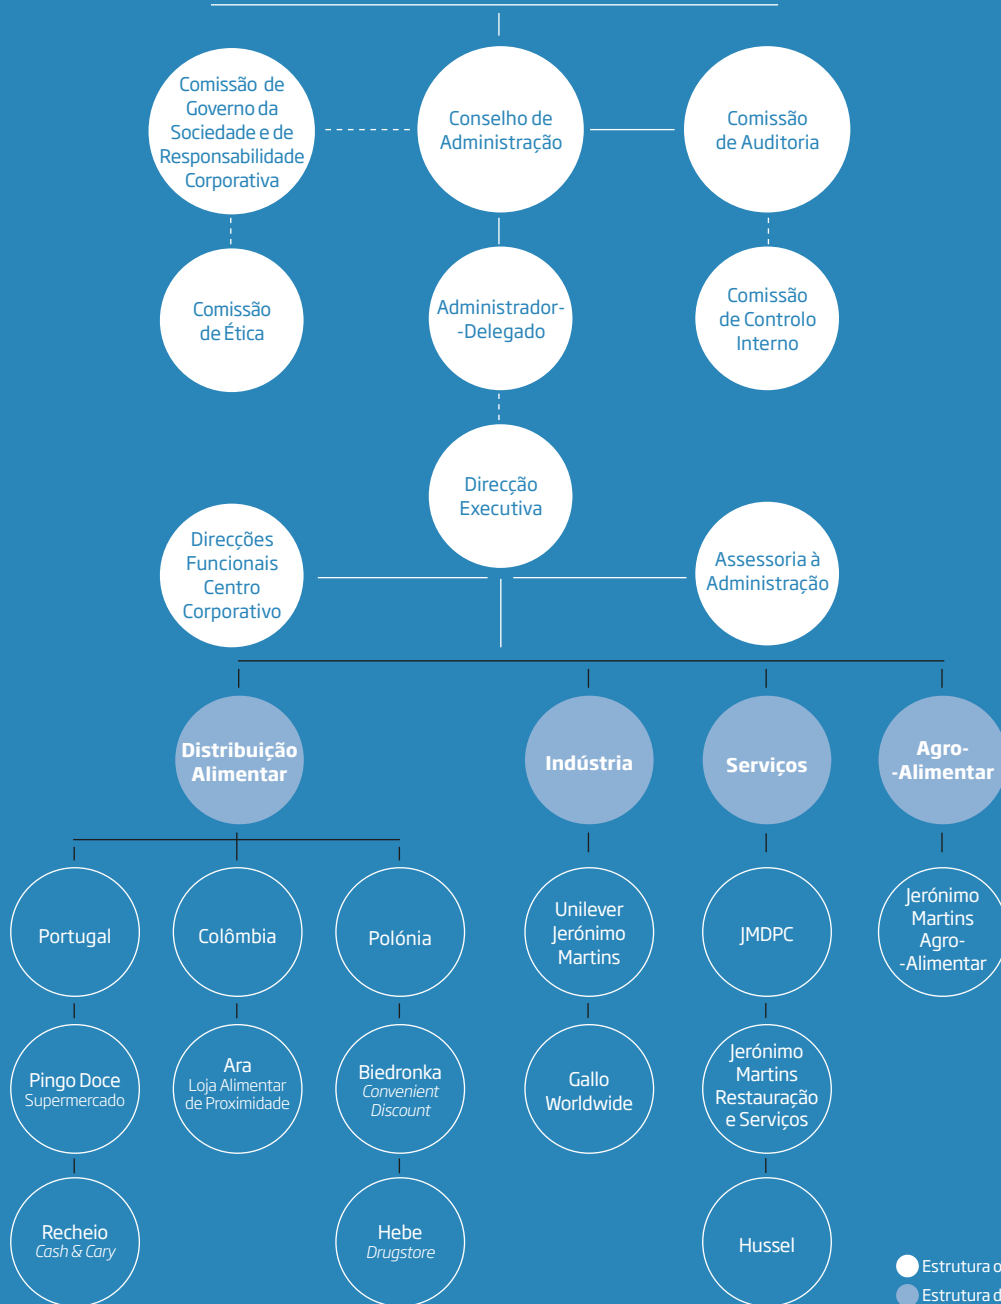 Comissão de
Governo da
Sociedade e de
Responsabilidade
Corporativa
Conselho de
Administração
Comissão
de Auditoria
Comissão
de Ética
Administrador-
-Delegado
Comissão
de Controlo
Interno
Direcção
Executiva
Direcções
Funcionais
Centro
Corporativo
Assessoria à
Administração
Distribuição
Alimentar
Indústria
Serviços
Agro-
-Alimentar
Portugal
Colômbia
Polónia
Unilever
Jerónimo
Martins
JMDPC
Jerónimo
Martins
Agro-
-Alimentar
Pingo Doce
Supermercado
Ara
Loja Alimentar
de Proximidade
Biedronka
Convenient
Discount
Gallo
Worldwide
Jerónimo
Martins
Restauração
e Serviços
Recheio
Cash & Cary
Hebe
Drugstore
Hussel
Estrutura
Estrutura